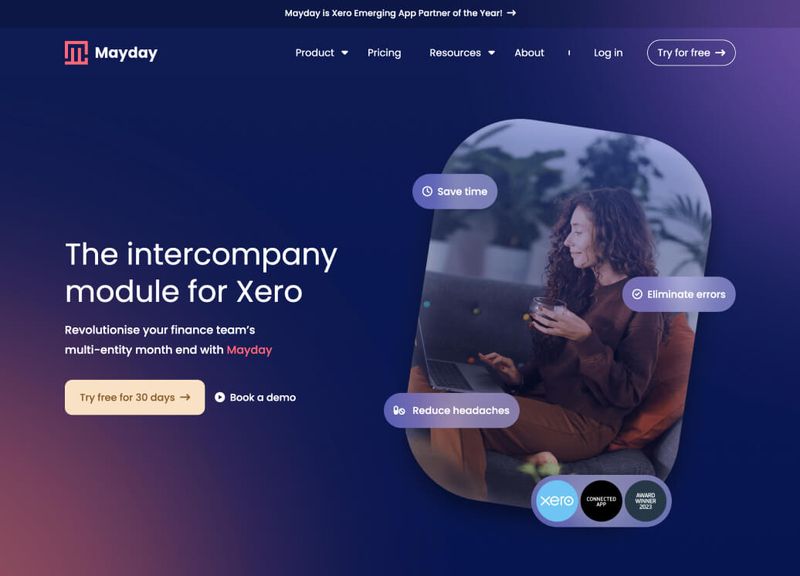 Mayday is Xero Emerging App Partner of the Year! →
Mayday
Product
Pricing
Resources
About
Log in
Try for free →
Save time
The intercompany
module for Xero
Eliminate errors
Revolutionise your finance team's
multi-entity month end with Mayday
Try free for 30 days →
Book a demo
Reduce headaches
xero
CONNECTED
APP
AWARD
WINNER
2023